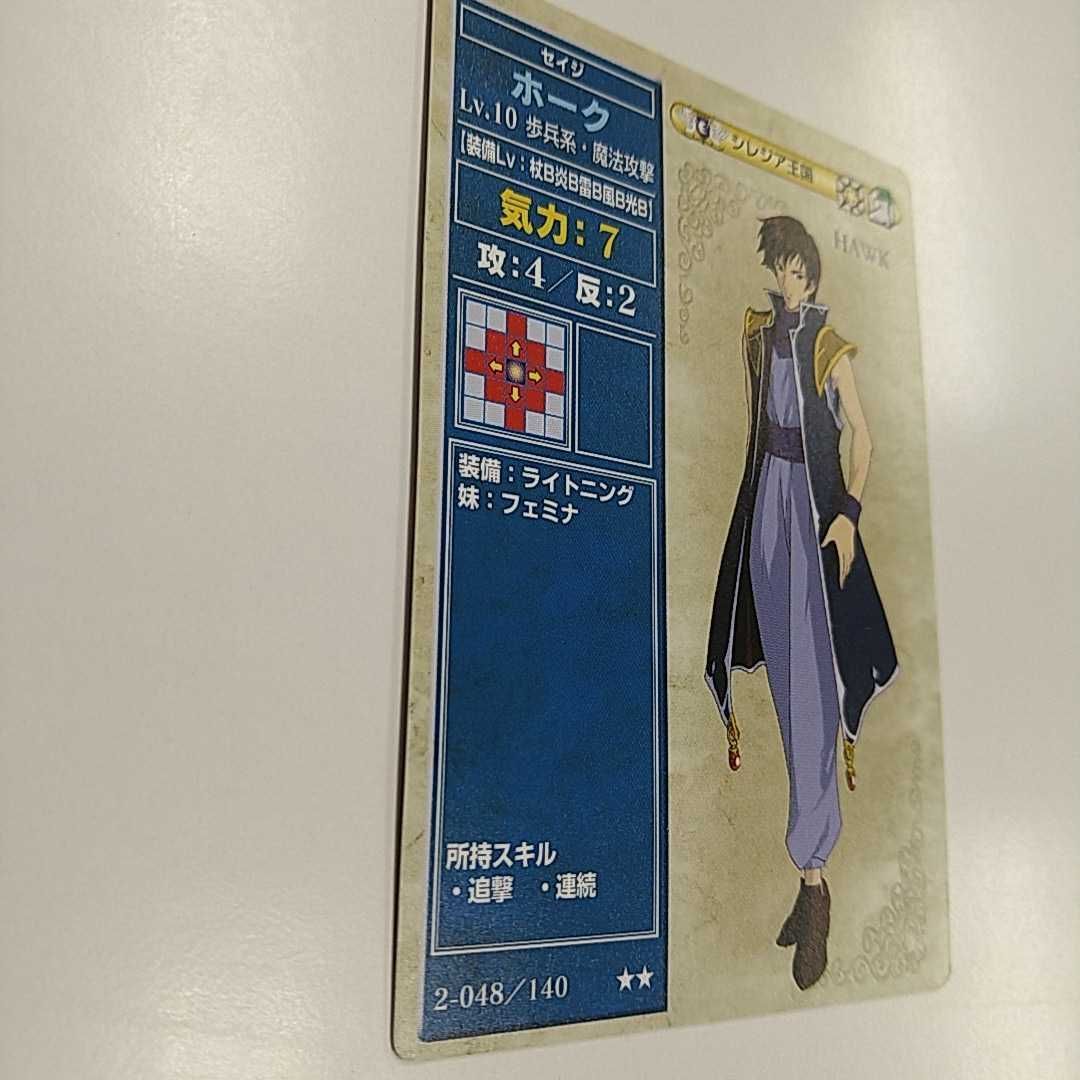 セイジ
ホーク
Lv.10 歩兵系・魔法攻撃
【装備Lv：杖B炎B雷B風B光B】
気力：7
攻：4／反：2
装備：ライトニング
妹：フェミナ
所持スキル
・追撃 ・連続
2-048／140 ★★
シレジア王国
HAWK